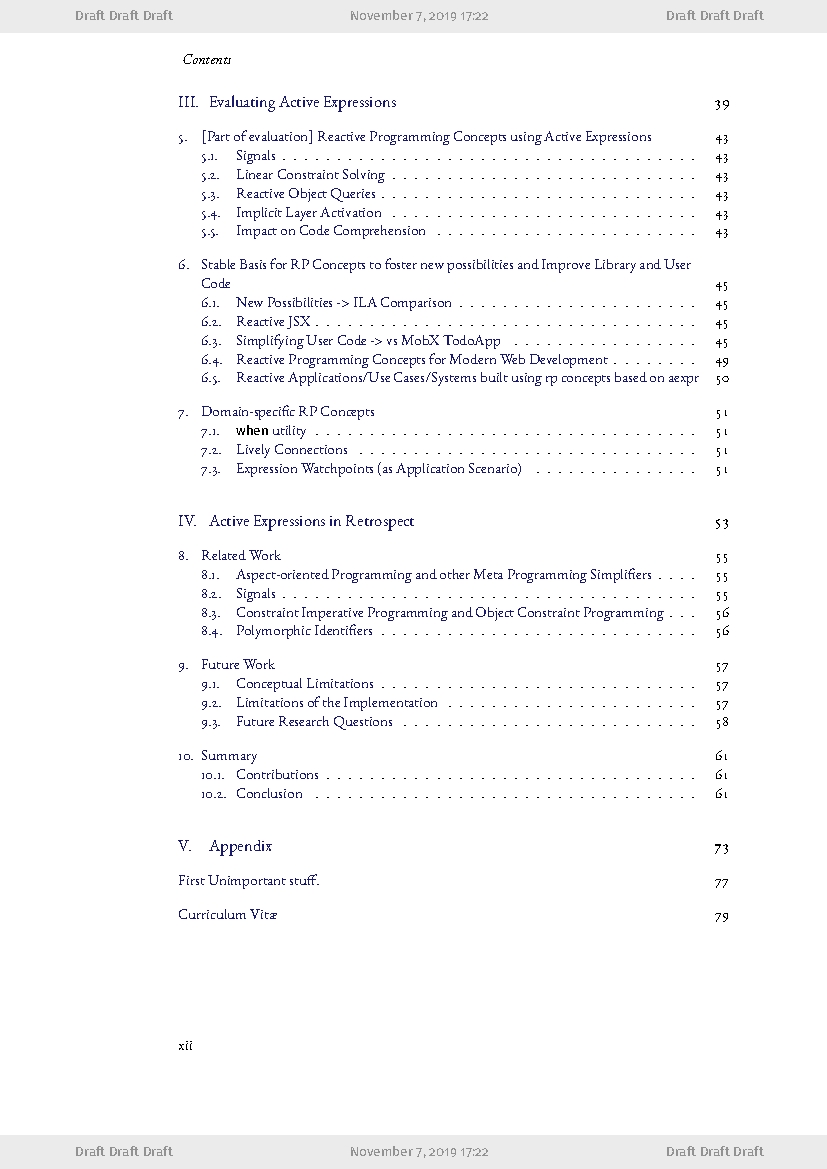 Draft Draft Draft November 7, 2019 17:22 Draft Draft Draft
Contents
III. Evaluating Active Expressions 39
5. [Part of evaluation] Reactive Programming Concepts using Active Expressions 43
5.1. Signals . . . . . . . . . . . . . . . . . . . . . . . . . . . . . . . . . . . . . . 43
5.2. Linear Constraint Solving . . . . . . . . . . . . . . . . . . . . . . . . . . . . 43
5.3. Reactive Object Queries . . . . . . . . . . . . . . . . . . . . . . . . . . . . . 43
5.4. Implicit Layer Activation . . . . . . . . . . . . . . . . . . . . . . . . . . . . 43
5.5. Impact on Code Comprehension . . . . . . . . . . . . . . . . . . . . . . . . 43
6. Stable Basis for RP Concepts to foster new possibilities and Improve Library and User
Code 45
6.1. New Possibilities -> ILA Comparison . . . . . . . . . . . . . . . . . . . . . . 45
6.2. Reactive JSX . . . . . . . . . . . . . . . . . . . . . . . . . . . . . . . . . . . 45
6.3. Simplifying User Code -> vs MobX TodoApp . . . . . . . . . . . . . . . . . 45
6.4. Reactive Programming Concepts for Modern Web Development . . . . . . . . 49
6.5. Reactive Applications/Use Cases/Systems built using rp concepts based on aexpr 50
7. Domain-specific RP Concepts 51
7.1. when utility . . . . . . . . . . . . . . . . . . . . . . . . . . . . . . . . . . . 51
7.2. Lively Connections . . . . . . . . . . . . . . . . . . . . . . . . . . . . . . . 51
7.3. Expression Watchpoints (as Application Scenario) . . . . . . . . . . . . . . . 51
IV. Active Expressions in Retrospect 53
8. Related Work 55
8.1. Aspect-oriented Programming and other Meta Programming Simplifiers . . . . 55
8.2. Signals . . . . . . . . . . . . . . . . . . . . . . . . . . . . . . . . . . . . . . 55
8.3. Constraint Imperative Programming and Object Constraint Programming . . . 56
8.4. Polymorphic Identifiers . . . . . . . . . . . . . . . . . . . . . . . . . . . . . 56
9. Future Work 57
9.1. Conceptual Limitations . . . . . . . . . . . . . . . . . . . . . . . . . . . . . 57
9.2. Limitations of the Implementation . . . . . . . . . . . . . . . . . . . . . . . 57
9.3. Future Research Questions . . . . . . . . . . . . . . . . . . . . . . . . . . . 58
10. Summary 61
10.1. Contributions . . . . . . . . . . . . . . . . . . . . . . . . . . . . . . . . . . 61
10.2. Conclusion . . . . . . . . . . . . . . . . . . . . . . . . . . . . . . . . . . . 61
V. Appendix 73
First Unimportant stuff. 77
Curriculum Vitæ 79
xii
Draft Draft Draft November 7, 2019 17:22 Draft Draft Draft